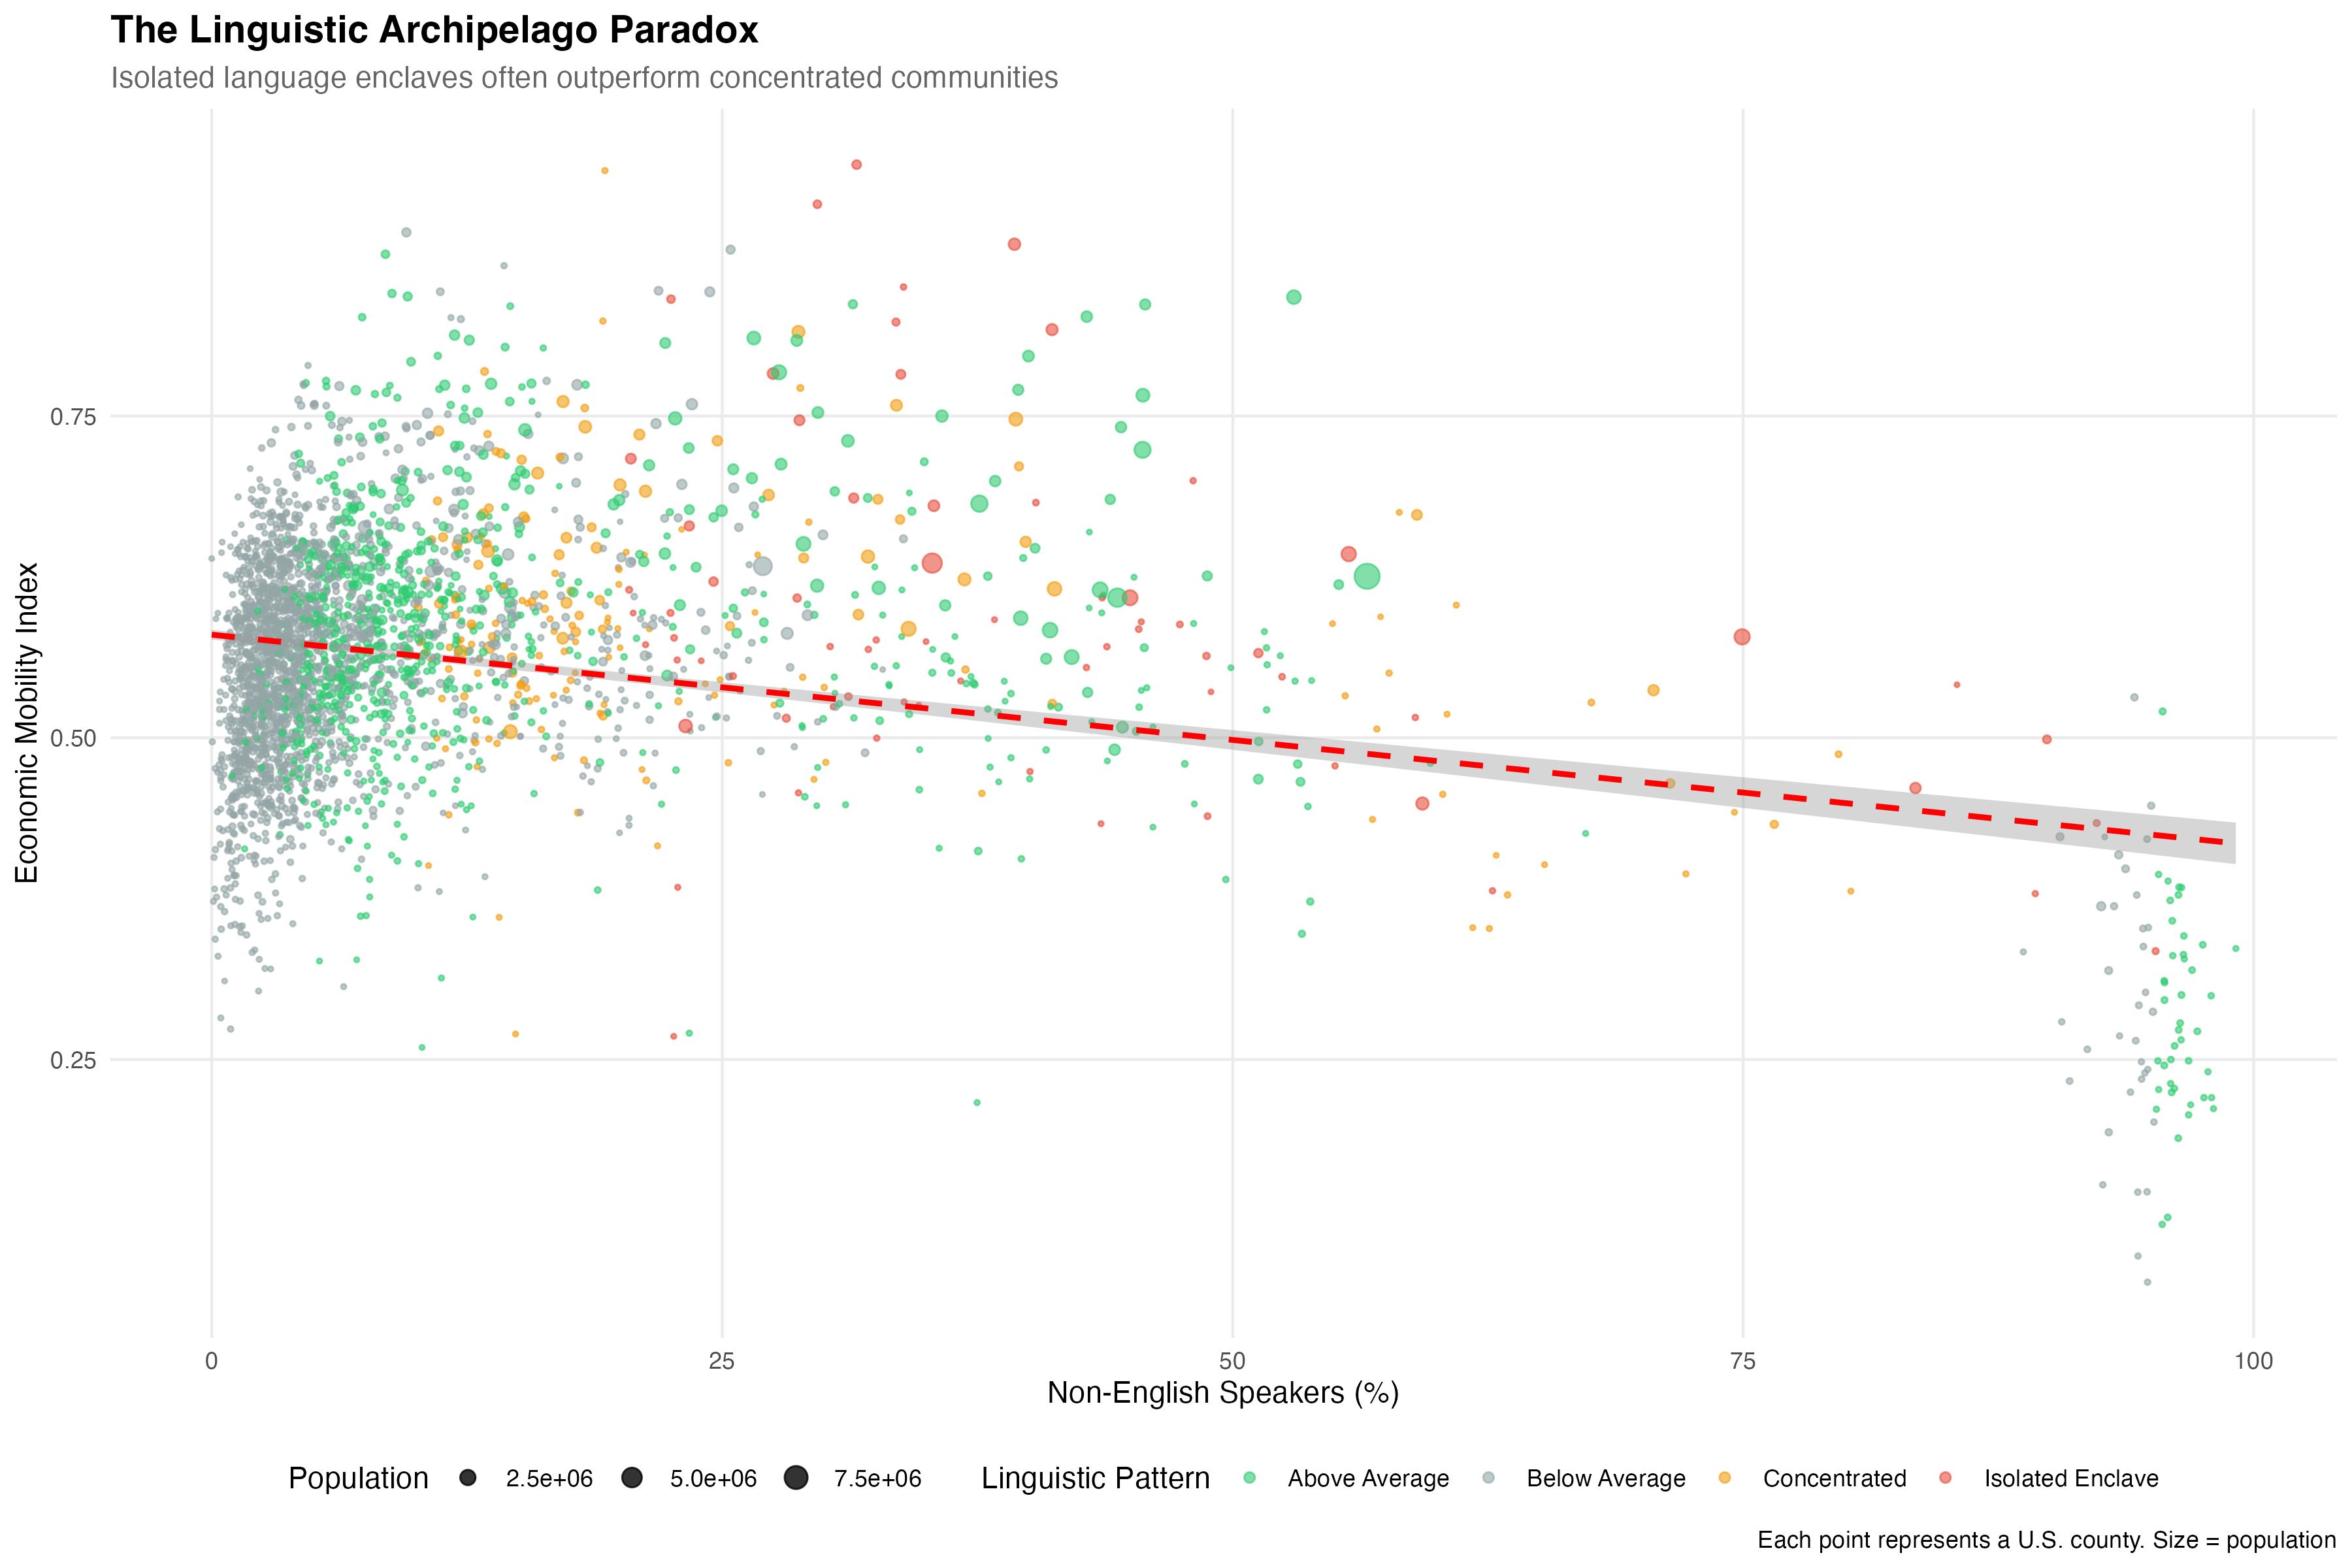 The Linguistic Archipelago Paradox
Isolated language enclaves often outperform concentrated communities
Economic Mobility Index
0.75
0.50
0.25
0 25 50 75 100
Non-English Speakers (%)
Population 2.5e+06 5.0e+06 7.5e+06 Linguistic Pattern Above Average Below Average Concentrated Isolated Enclave
Each point represents a U.S. county. Size = population